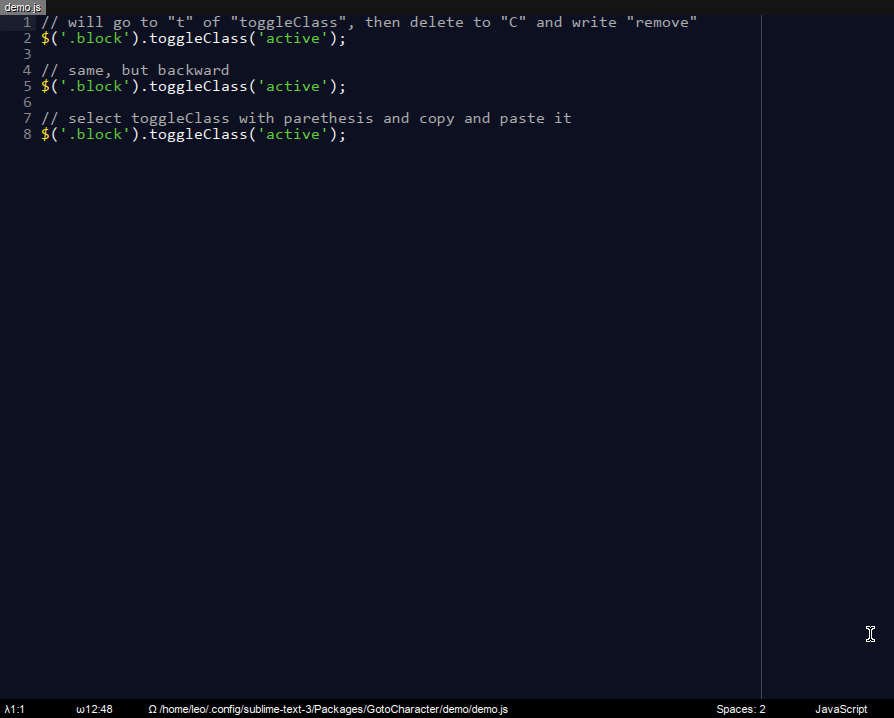 demo.js
1 // will go to "t" of "toggleClass", then delete to "C" and write "remove"
2 $('.block').toggleClass('active');
3
4 // same, but backward
5 $('.block').toggleClass('active');
6
7 // select toggleClass with parethesis and copy and paste it
8 $('.block').toggleClass('active');
λ1:1 ω12:48 Ω /home/leo/.config/sublime-text-3/Packages/GotoCharacter/demo/demo.js Spaces: 2 JavaScript